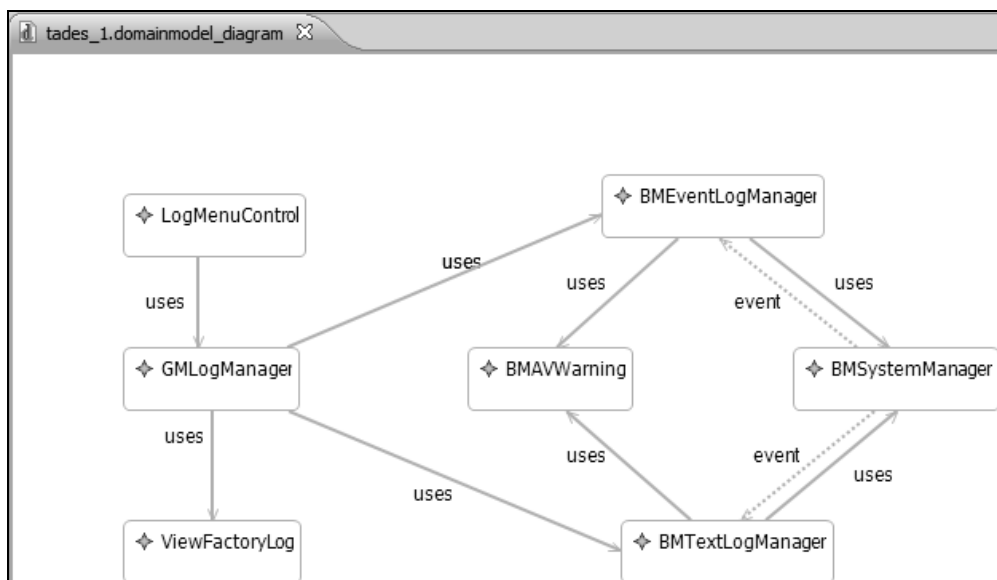 tades_1.domainmodel_diagram
LogMenuControl
BMEventLogManager
uses
uses
uses
event
uses
GMLogManager
BMAVWarning
BMSystemManager
uses
uses
uses
event
uses
ViewFactoryLog
BMTextLogManager